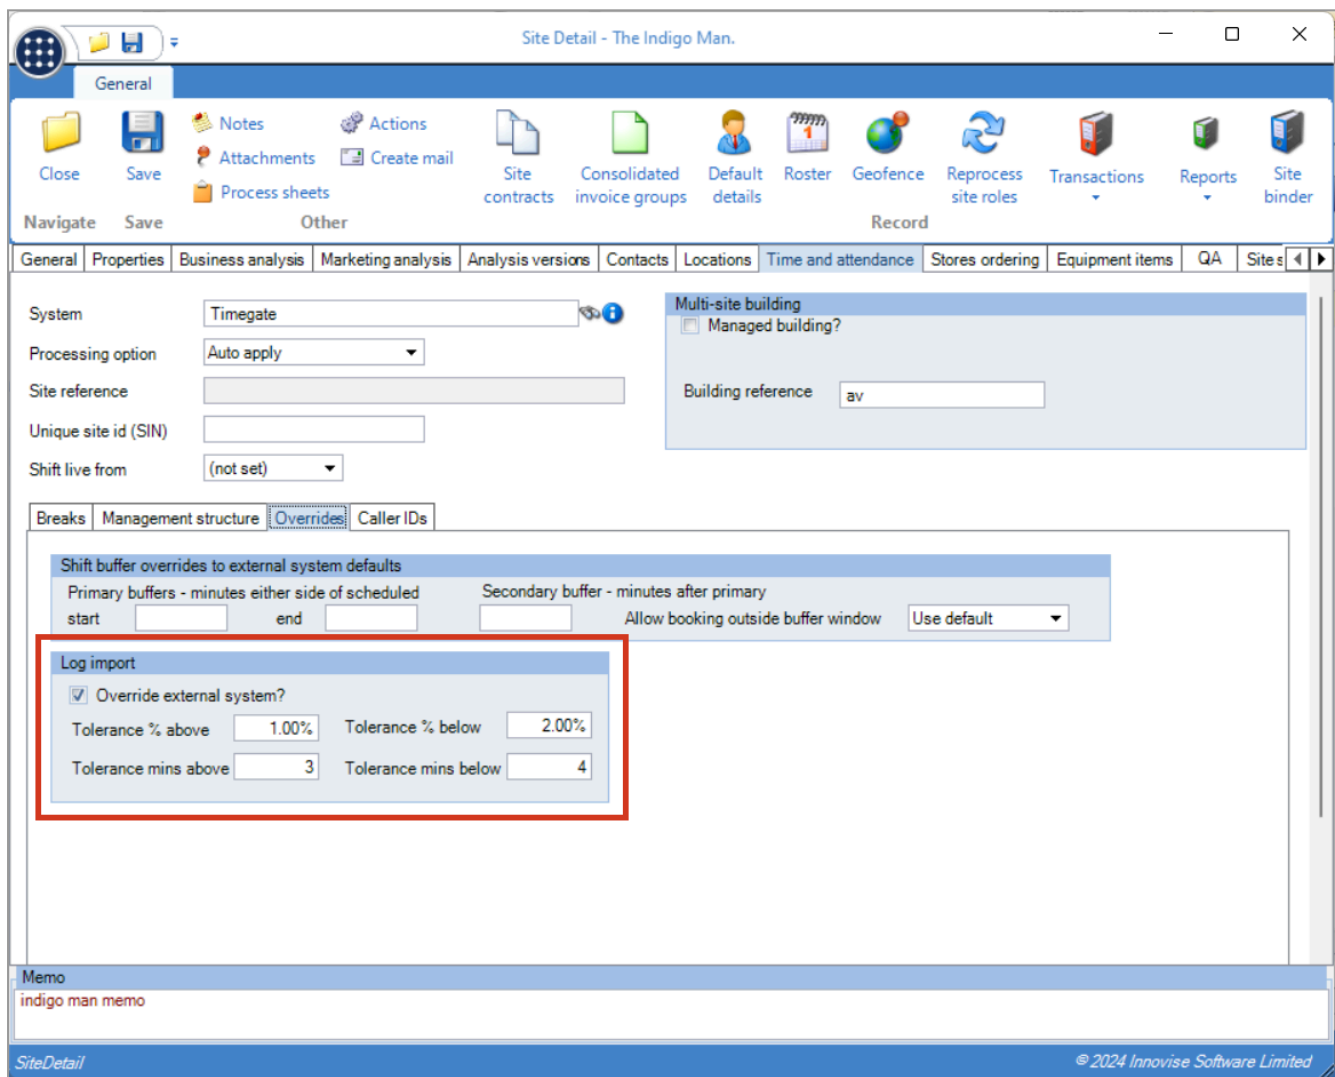 Site Detail - The Indigo Man.
General
Close
Save
Notes
Attachments
Process sheets
Actions
Create mail
Site contracts
Consolidated invoice groups
Default details
Roster
Geofence
Reprocess site roles
Transactions
Reports
Site binder
Navigate Save Other Record
General Properties Business analysis Marketing analysis Analysis versions Contacts Locations Time and attendance Stores ordering Equipment items QA Site s
System Timegate
Processing option Auto apply
Site reference
Unique site id (SIN)
Shift live from (not set)
Multi-site building
Managed building?
Building reference av
Breaks Management structure Overrides Caller IDs
Shift buffer overrides to external system defaults
Primary buffers - minutes either side of scheduled Secondary buffer - minutes after primary
start end Allow booking outside buffer window Use default
Log import
Override external system?
Tolerance % above 1.00% Tolerance % below 2.00%
Tolerance mins above 3 Tolerance mins below 4
Memo
indigo man memo
SiteDetail © 2024 Innovise Software Limited